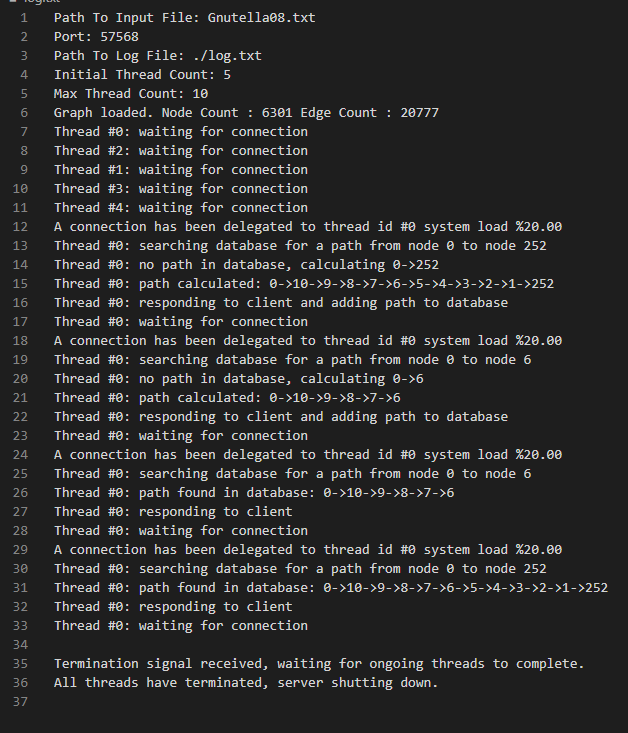 1 Path To Input File: Gnutella08.txt
2 Port: 57568
3 Path To Log File: ./log.txt
4 Initial Thread Count: 5
5 Max Thread Count: 10
6 Graph loaded. Node Count : 6301 Edge Count : 20777
7 Thread #0: waiting for connection
8 Thread #2: waiting for connection
9 Thread #1: waiting for connection
10 Thread #3: waiting for connection
11 Thread #4: waiting for connection
12 A connection has been delegated to thread id #0 system load %20.00
13 Thread #0: searching database for a path from node 0 to node 252
14 Thread #0: no path in database, calculating 0->252
15 Thread #0: path calculated: 0->10->9->8->7->6->5->4->3->2->1->252
16 Thread #0: responding to client and adding path to database
17 Thread #0: waiting for connection
18 A connection has been delegated to thread id #0 system load %20.00
19 Thread #0: searching database for a path from node 0 to node 6
20 Thread #0: no path in database, calculating 0->6
21 Thread #0: path calculated: 0->10->9->8->7->6
22 Thread #0: responding to client and adding path to database
23 Thread #0: waiting for connection
24 A connection has been delegated to thread id #0 system load %20.00
25 Thread #0: searching database for a path from node 0 to node 6
26 Thread #0: path found in database: 0->10->9->8->7->6
27 Thread #0: responding to client
28 Thread #0: waiting for connection
29 A connection has been delegated to thread id #0 system load %20.00
30 Thread #0: searching database for a path from node 0 to node 252
31 Thread #0: path found in database: 0->10->9->8->7->6->5->4->3->2->1->252
32 Thread #0: responding to client
33 Thread #0: waiting for connection
34
35 Termination signal received, waiting for ongoing threads to complete.
36 All threads have terminated, server shutting down.
37